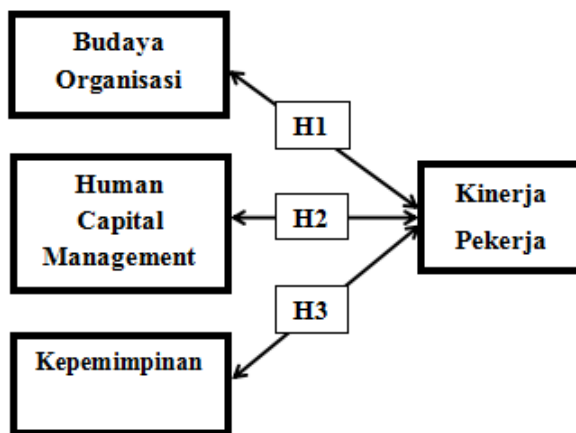 Budaya
Organisasi
H1
Human
Capital
Management
H2
Kinerja
Pekerja
H3
Kepemimpinan